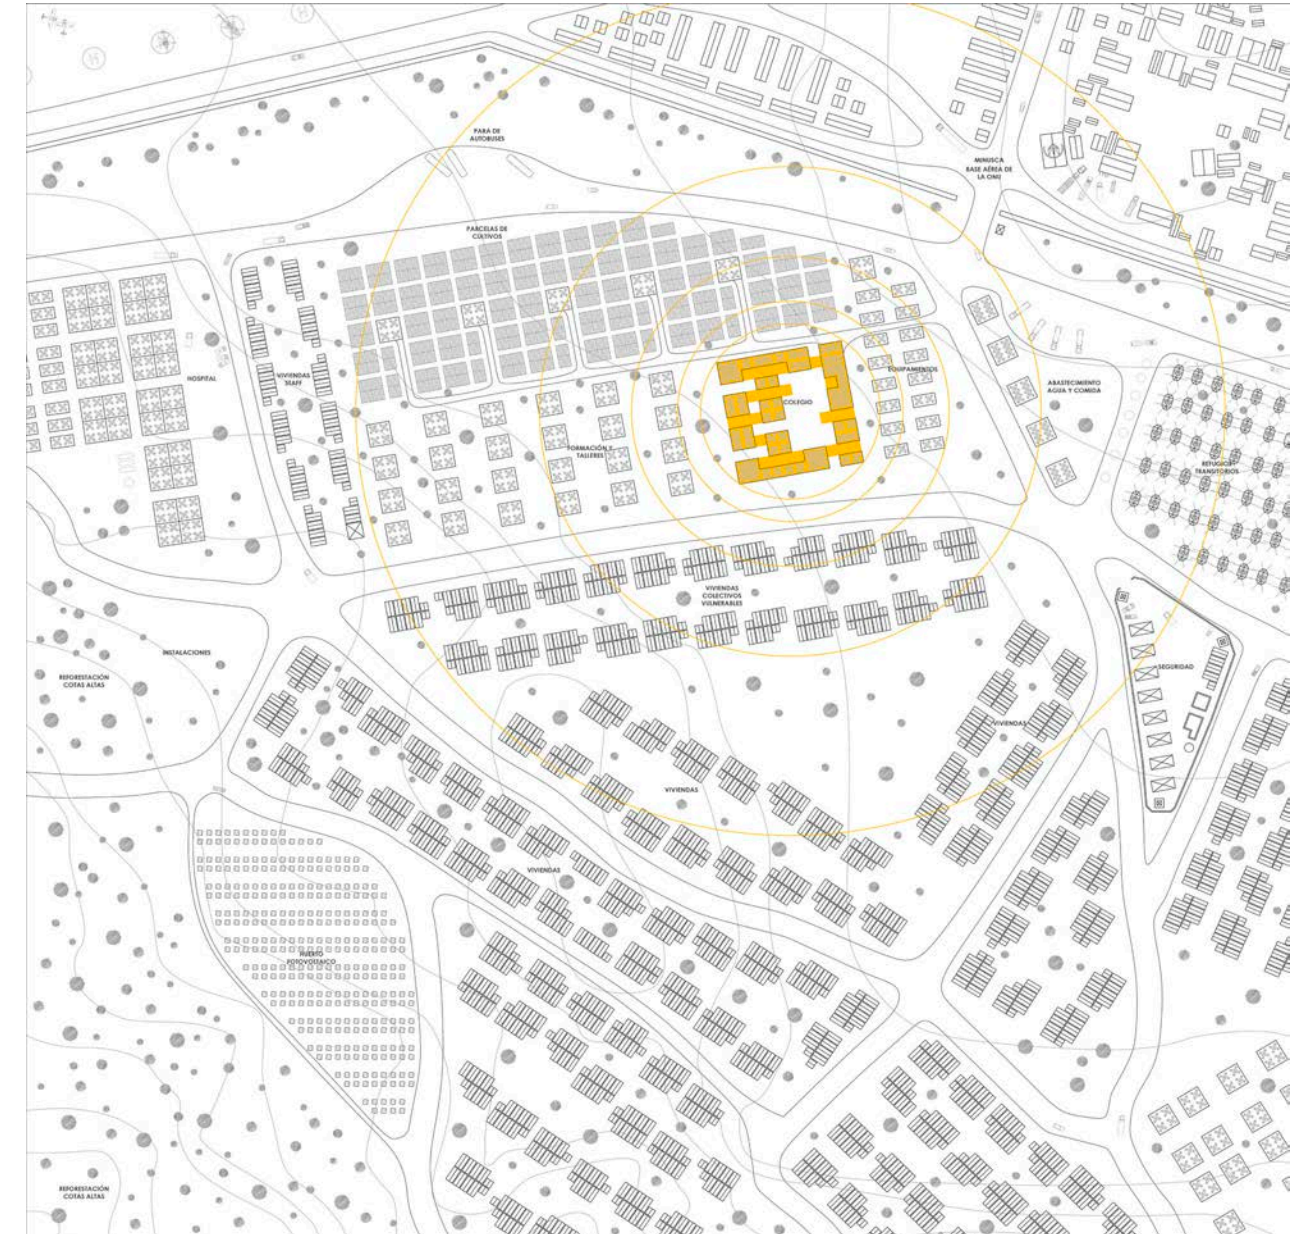 PARA DE
AUTOBUSES
MINUSCA
BASE AÉREA DE
LA ONU
PARCELAS DE
CULTIVOS
HOSPITAL
VIVIENDAS
STAFF
EQUIPAMIENTOS
COLEGIO
ABASTECIMIENTO
AGUA Y COMIDA
FORMACIÓN Y
TALLERES
REFUGIOS
TRANSITORIOS
VIVIENDAS
COLECTIVOS
VULNERABLES
INSTALACIONES
REFORESTACIÓN
COTAS ALTAS
SEGURIDAD
VIVIENDAS
VIVIENDAS
VIVIENDAS
HUERTO
FOTOVOLTAICO
REFORESTACIÓN
COTAS ALTAS